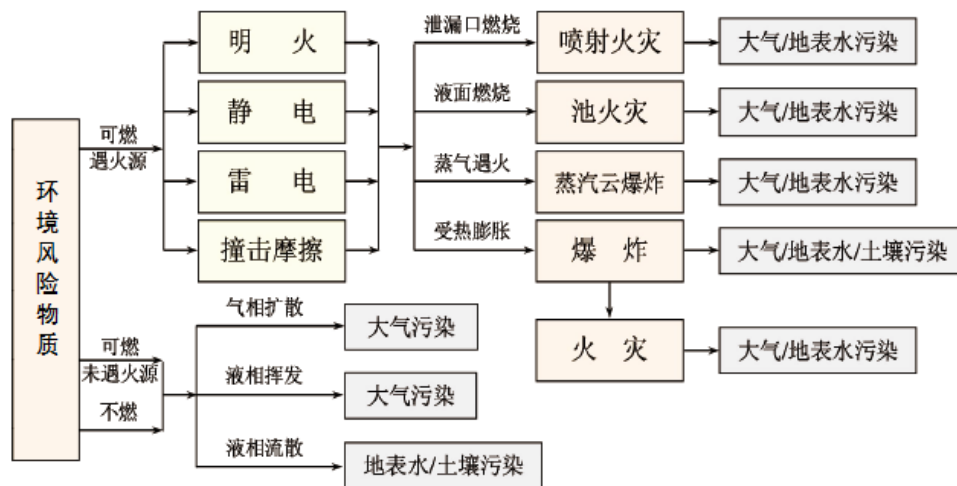 环境风险物质
可燃
遇火源
明 火
静 电
雷 电
撞击摩擦
泄漏口燃烧
喷射火灾
大气/地表水污染
液面燃烧
池火灾
大气/地表水污染
蒸气遇火
蒸汽云爆炸
大气/地表水污染
受热膨胀
爆 炸
大气/地表水/土壤污染
火 灾
大气/地表水污染
可燃
未遇火源
不燃
气相扩散
大气污染
液相挥发
大气污染
液相流散
地表水/土壤污染